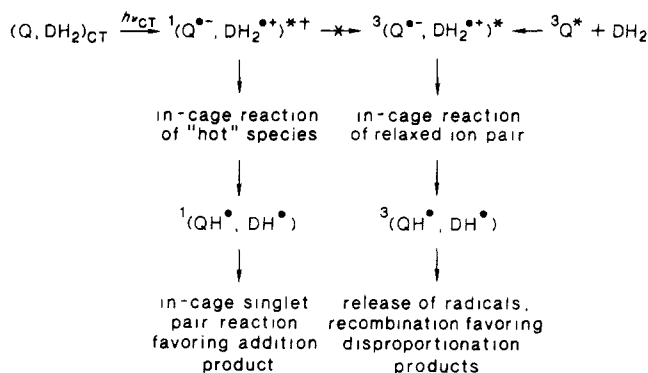 (Q, DH₂)CT —hνCT→ ¹(Q•−, DH₂•+)*† —×→ ³(Q•−, DH₂•+)* ← ³Q* + DH₂
in-cage reaction of "hot" species
in-cage reaction of relaxed ion pair
¹(QH•, DH•)
³(QH•, DH•)
in-cage singlet pair reaction favoring addition product
release of radicals, recombination favoring disproportionation products